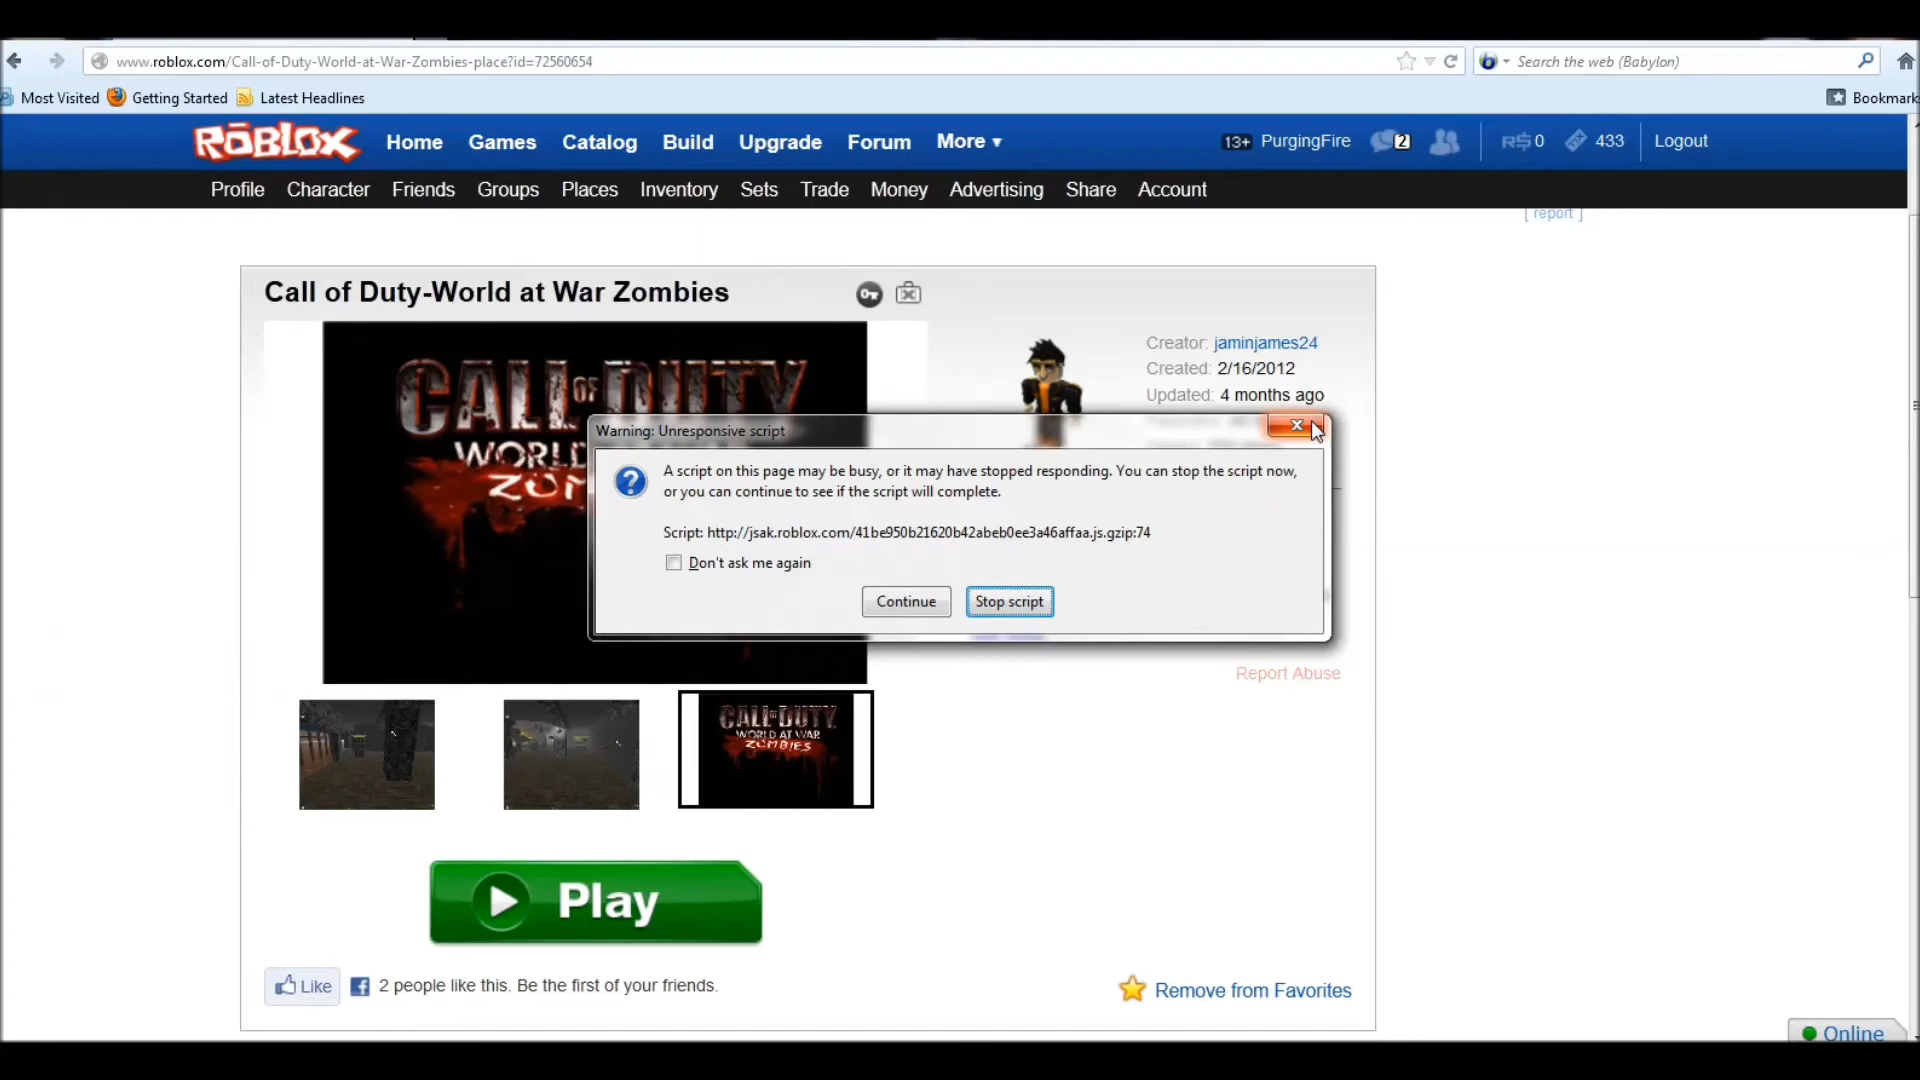 www.roblox.com/Call-of-Duty-World-at-War-Zombies-place?id=72560654
Search the web (Babylon)
Most Visited Getting Started Latest Headlines
Bookmark
ROBLOX Home Games Catalog Build Upgrade Forum More
13+ PurgingFire 2 R$ 0 433 Logout
Profile Character Friends Groups Places Inventory Sets Trade Money Advertising Share Account
[ report ]
Call of Duty-World at War Zombies
Creator: jaminjames24
Created: 2/16/2012
Updated: 4 months ago
CALL OF DUTY
WORLD
ZOM
Warning: Unresponsive script
A script on this page may be busy, or it may have stopped responding. You can stop the script now,
or you can continue to see if the script will complete.
Script: http://jsak.roblox.com/41be950b21620b42abeb0ee3a46affaa.js.gzip:74
Don't ask me again
Continue Stop script
Report Abuse
CALL OF DUTY
WORLD AT WAR
ZOMBIES
Play
Like 2 people like this. Be the first of your friends.
Remove from Favorites
Online